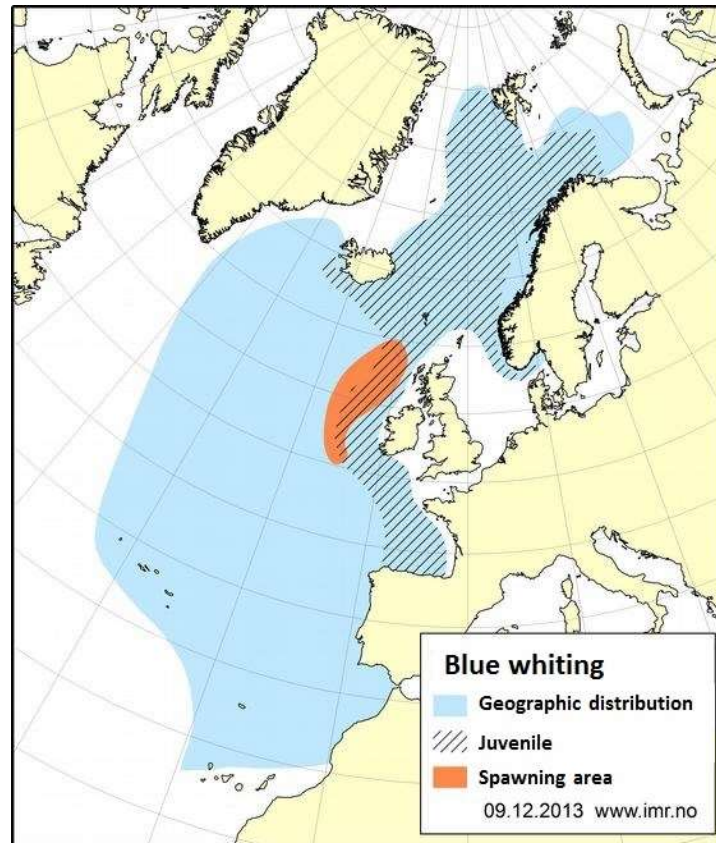 Blue whiting
Geographic distribution
Juvenile
Spawning area
09.12.2013 www.imr.no